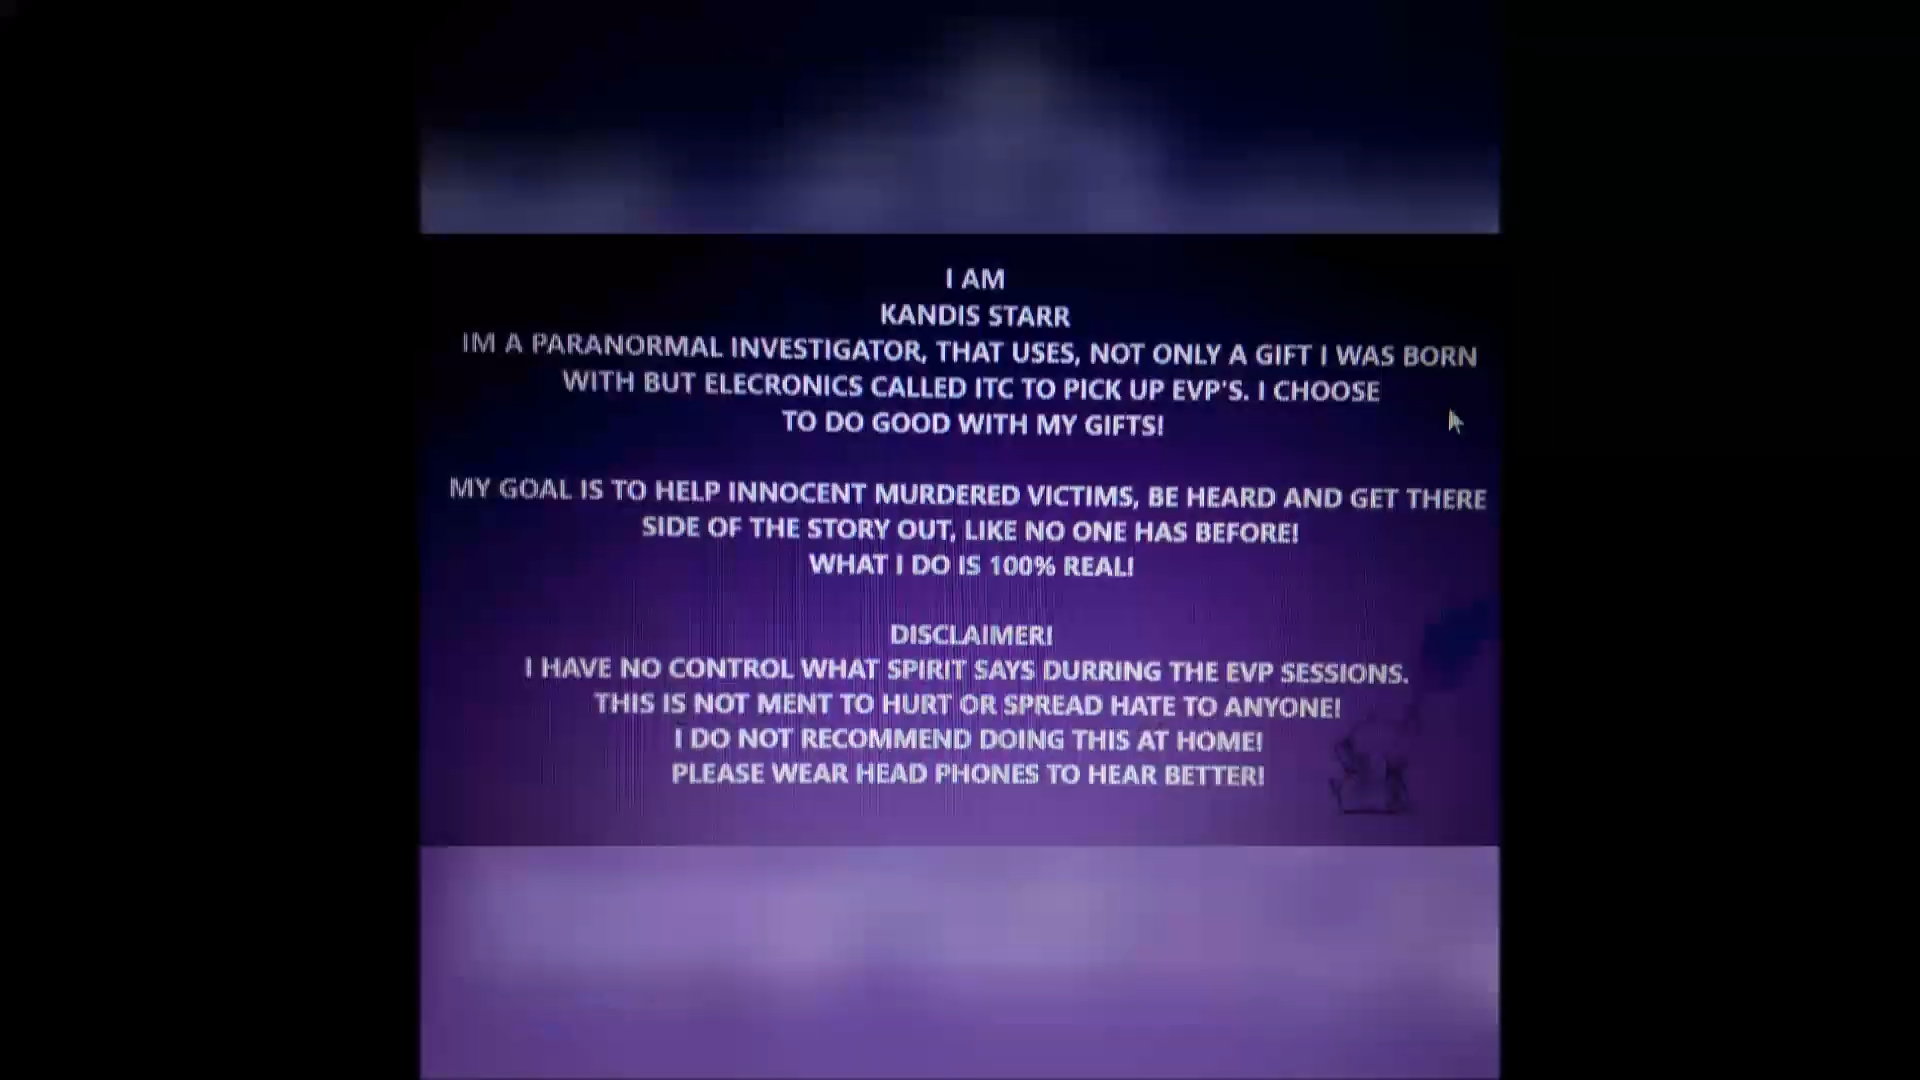 I AM
KANDIS STARR
IM A PARANORMAL INVESTIGATOR, THAT USES, NOT ONLY A GIFT I WAS BORN
WITH BUT ELECRONICS CALLED ITC TO PICK UP EVP'S. I CHOOSE
TO DO GOOD WITH MY GIFTS!
MY GOAL IS TO HELP INNOCENT MURDERED VICTIMS, BE HEARD AND GET THERE
SIDE OF THE STORY OUT, LIKE NO ONE HAS BEFORE!
WHAT I DO IS 100% REAL!
DISCLAIMER!
I HAVE NO CONTROL WHAT SPIRIT SAYS DURRING THE EVP SESSIONS.
THIS IS NOT MENT TO HURT OR SPREAD HATE TO ANYONE!
I DO NOT RECOMMEND DOING THIS AT HOME!
PLEASE WEAR HEAD PHONES TO HEAR BETTER!